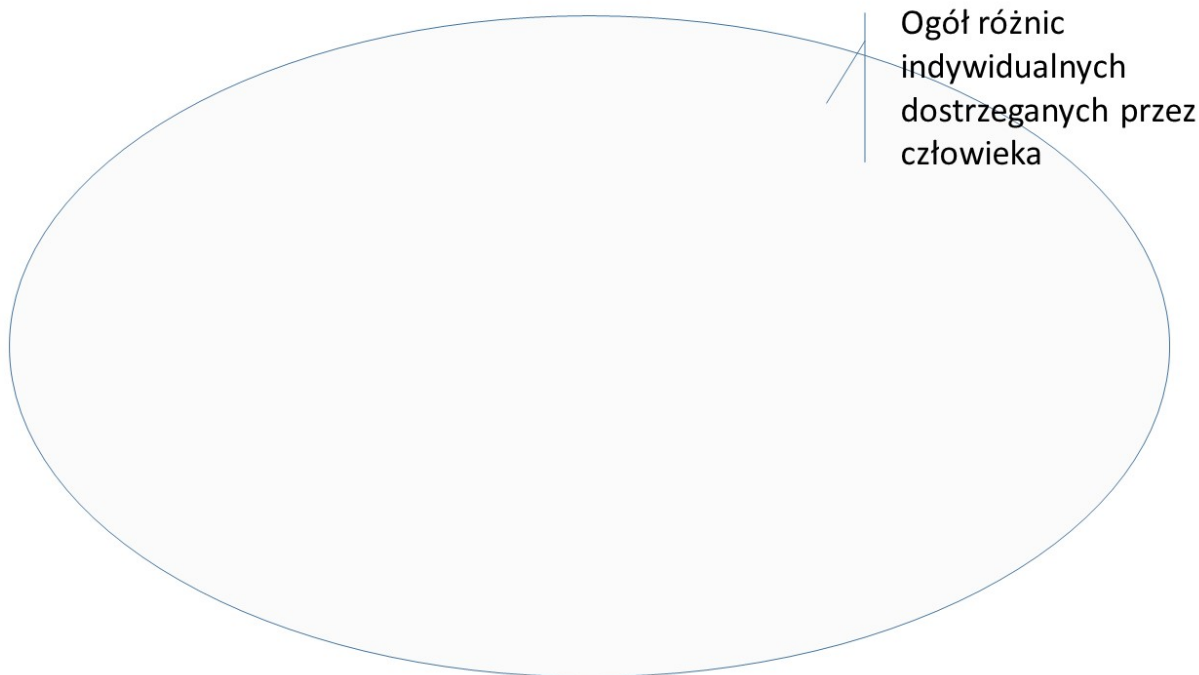 Ogół różnic
indywidualnych
dostrzeganych przez
człowieka